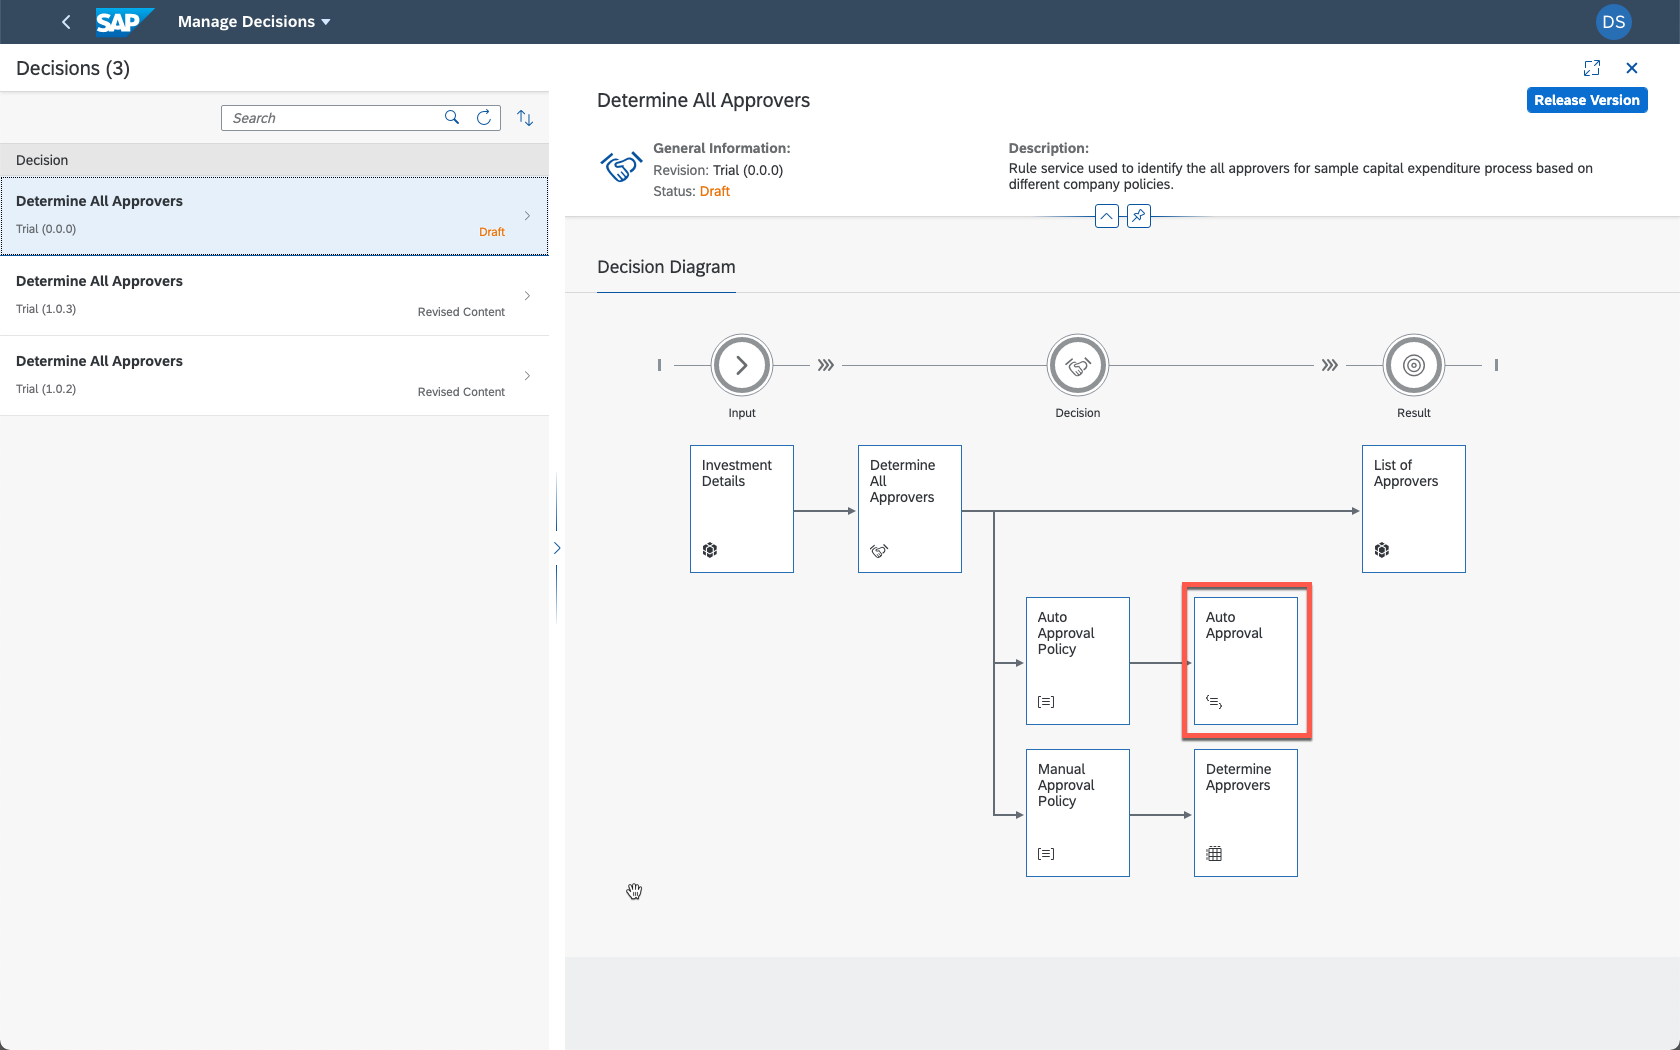 SAP
Manage Decisions
DS
Decisions (3)
Search
Decision
Determine All Approvers
Trial (0.0.0)
Draft
Determine All Approvers
Trial (1.0.3)
Revised Content
Determine All Approvers
Trial (1.0.2)
Revised Content
Determine All Approvers
Release Version
General Information:
Revision: Trial (0.0.0)
Status: Draft
Description:
Rule service used to identify the all approvers for sample capital expenditure process based on
different company policies.
Decision Diagram
Input
Decision
Result
Investment
Details
Determine
All
Approvers
List of
Approvers
Auto
Approval
Policy
Auto
Approval
Manual
Approval
Policy
Determine
Approvers